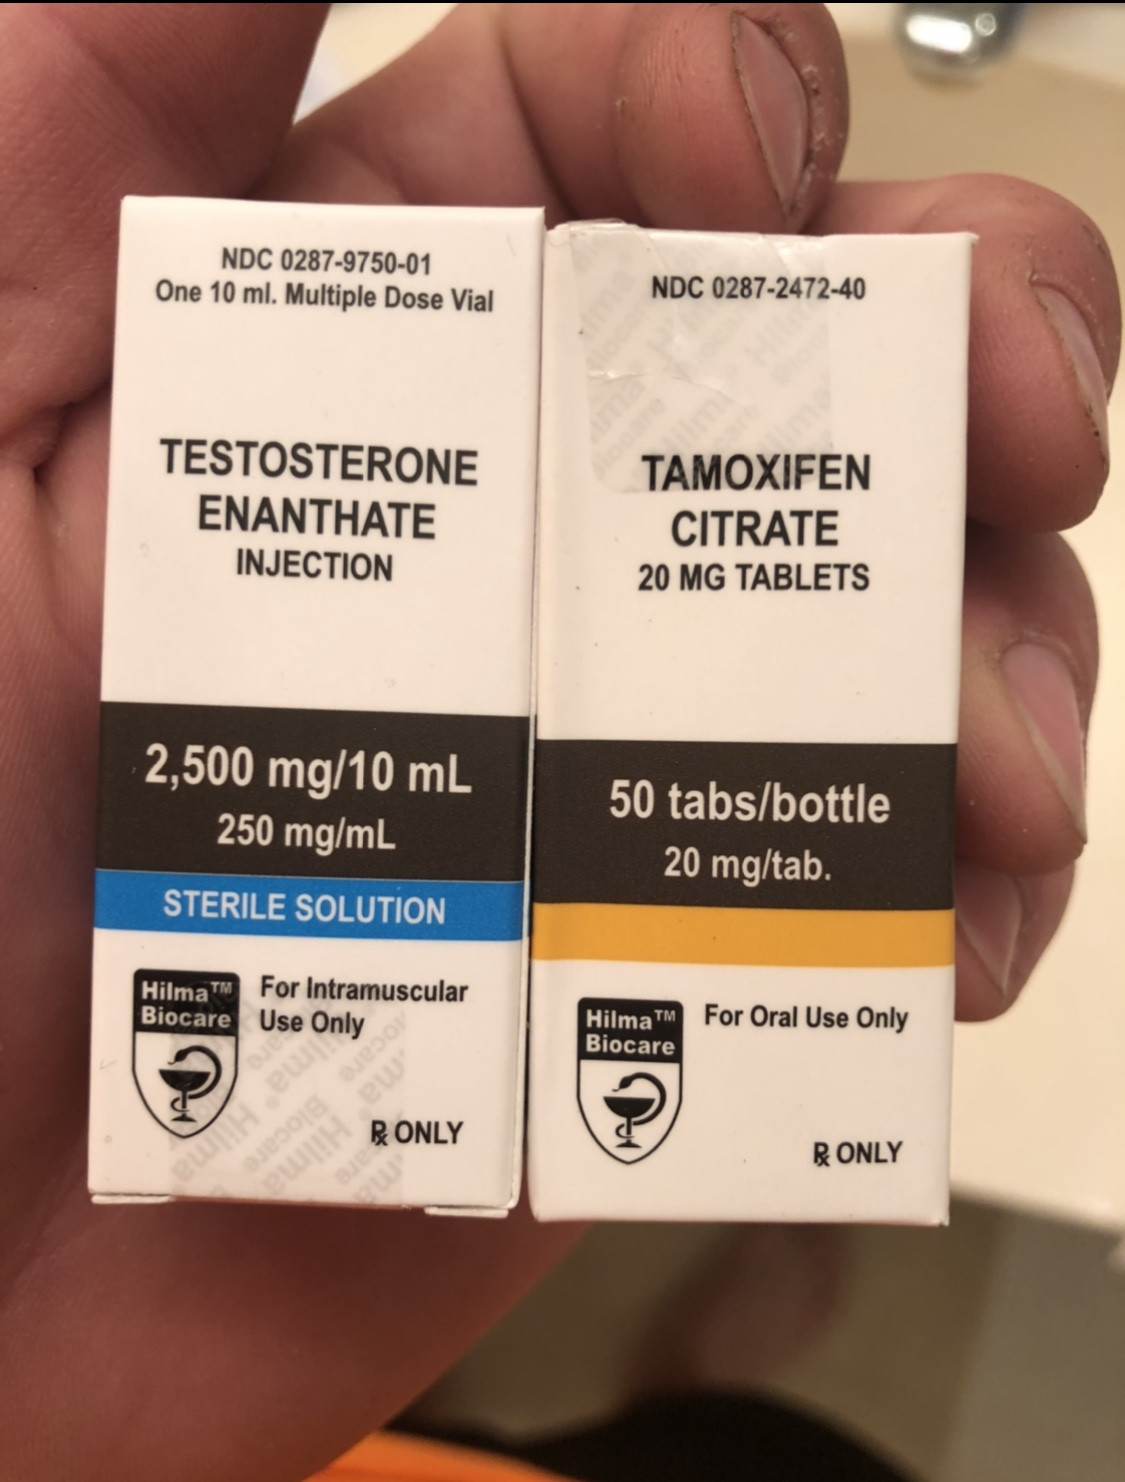 NDC 0287-9750-01
One 10 ml. Multiple Dose Vial
TESTOSTERONE
ENANTHATE
INJECTION
2,500 mg/10 mL
250 mg/mL
STERILE SOLUTION
Hilma™
Biocare
For Intramuscular
Use Only
℞ ONLY
NDC 0287-2472-40
TAMOXIFEN
CITRATE
20 MG TABLETS
50 tabs/bottle
20 mg/tab.
Hilma™
Biocare
For Oral Use Only
℞ ONLY